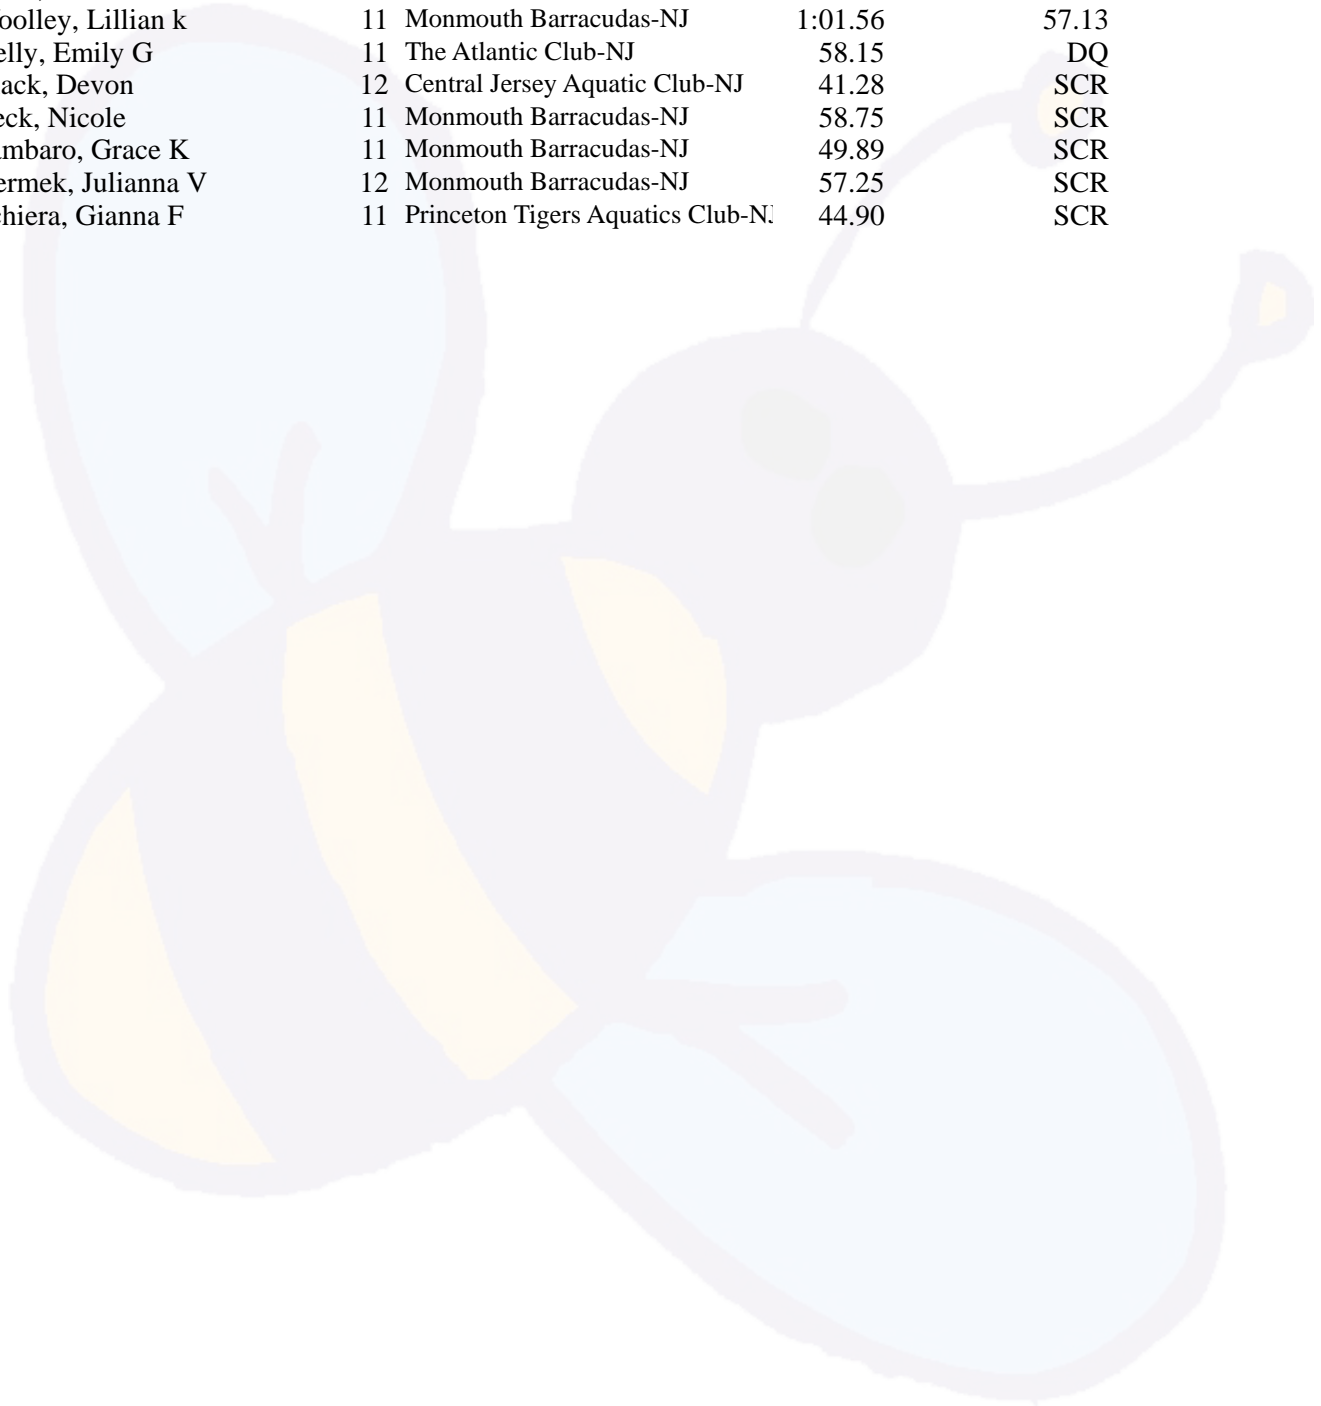 oolley, Lillian k 11 Monmouth Barracudas-NJ 1:01.56 57.13
elly, Emily G 11 The Atlantic Club-NJ 58.15 DQ
ack, Devon 12 Central Jersey Aquatic Club-NJ 41.28 SCR
eck, Nicole 11 Monmouth Barracudas-NJ 58.75 SCR
ambaro, Grace K 11 Monmouth Barracudas-NJ 49.89 SCR
ermek, Julianna V 12 Monmouth Barracudas-NJ 57.25 SCR
chiera, Gianna F 11 Princeton Tigers Aquatics Club-NJ 44.90 SCR